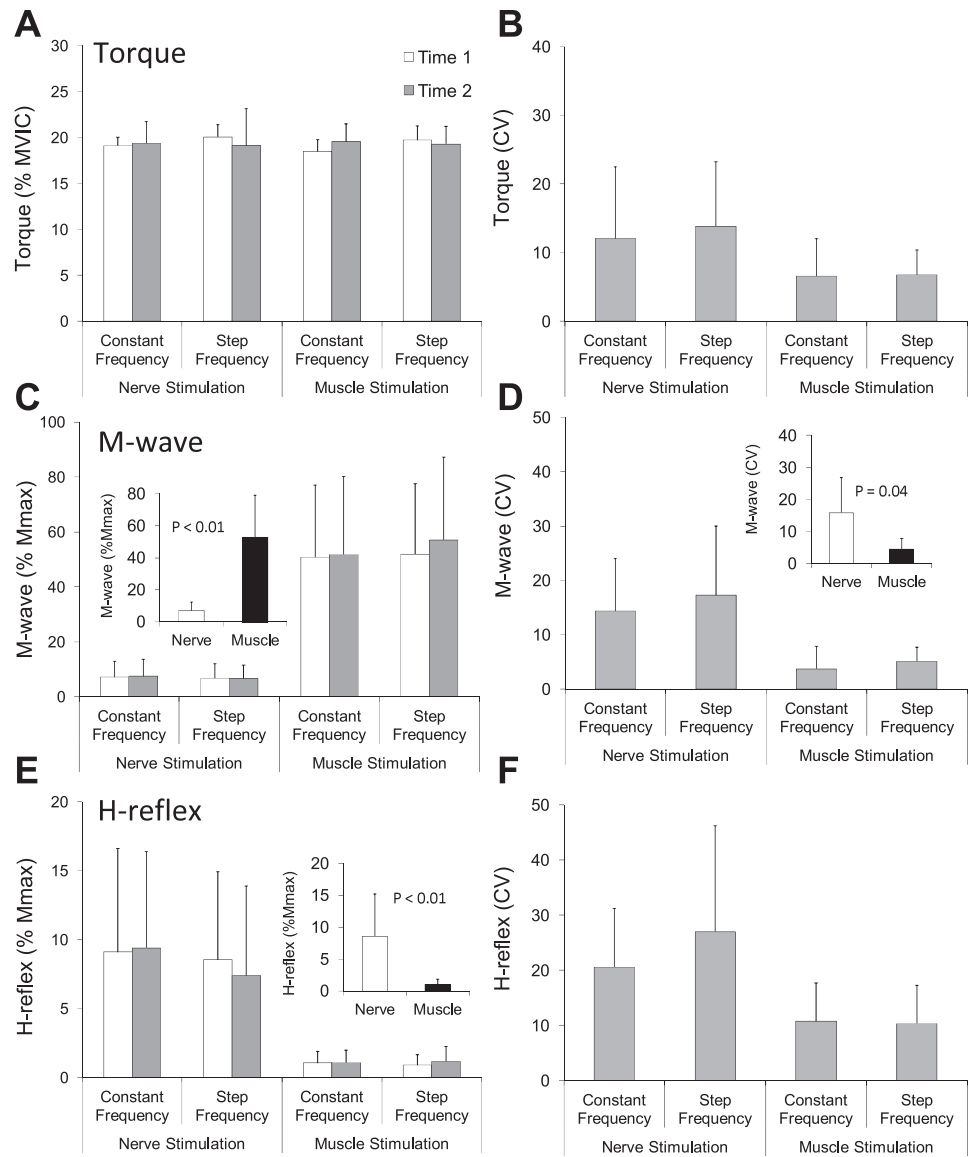 A
B
Torque
Time 1
Time 2
Torque (% MVIC)
30
25
20
15
10
5
0
Constant Frequency
Step Frequency
Constant Frequency
Step Frequency
Nerve Stimulation
Muscle Stimulation
Torque (CV)
40
30
20
10
0
Constant Frequency
Step Frequency
Constant Frequency
Step Frequency
Nerve Stimulation
Muscle Stimulation
C
M-wave
M-wave (% Mmax)
100
80
60
40
20
0
M-wave (%Mmax)
80
60
40
20
0
P < 0.01
Nerve
Muscle
Constant Frequency
Step Frequency
Constant Frequency
Step Frequency
Nerve Stimulation
Muscle Stimulation
D
M-wave (CV)
50
40
30
20
10
0
M-wave (CV)
40
30
20
10
0
P = 0.04
Nerve
Muscle
Constant Frequency
Step Frequency
Constant Frequency
Step Frequency
Nerve Stimulation
Muscle Stimulation
E
H-reflex
H-reflex (% Mmax)
20
15
10
5
0
H-reflex (%Mmax)
20
15
10
5
0
P < 0.01
Nerve
Muscle
Constant Frequency
Step Frequency
Constant Frequency
Step Frequency
Nerve Stimulation
Muscle Stimulation
F
H-reflex (CV)
50
40
30
20
10
0
Constant Frequency
Step Frequency
Constant Frequency
Step Frequency
Nerve Stimulation
Muscle Stimulation